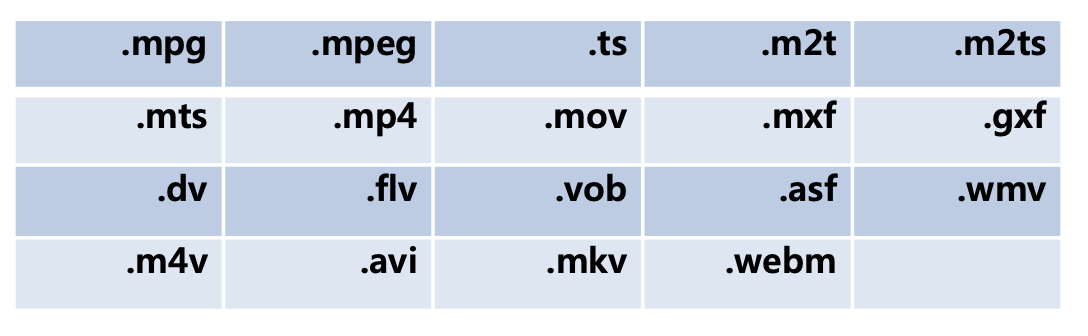 .mpg .mpeg .ts .m2t .m2ts
.mts .mp4 .mov .mxf .gxf
.dv .flv .vob .asf .wmv
.m4v .avi .mkv .webm